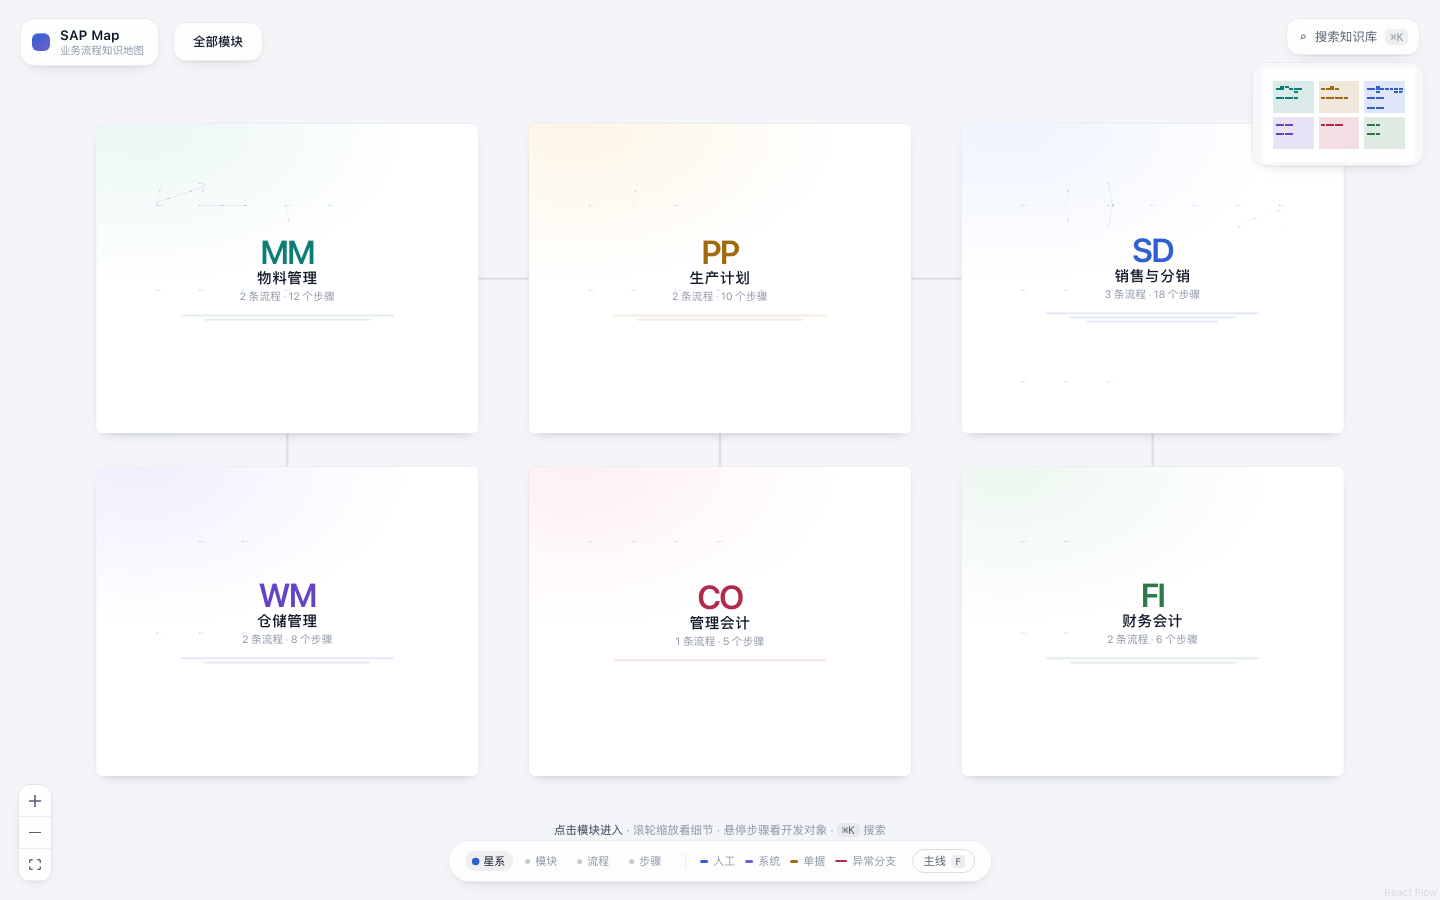 SAP Map
业务流程知识地图
全部模块
搜索知识库 ⌘K
MM
物料管理
2 条流程 · 12 个步骤
PP
生产计划
2 条流程 · 10 个步骤
SD
销售与分销
3 条流程 · 18 个步骤
WM
仓储管理
2 条流程 · 8 个步骤
CO
管理会计
1 条流程 · 5 个步骤
FI
财务会计
2 条流程 · 6 个步骤
点击模块进入 · 滚轮缩放看细节 · 悬停步骤看开发对象 · ⌘K 搜索
星系 模块 流程 步骤 人工 系统 单据 异常分支 主线 F
React Flow